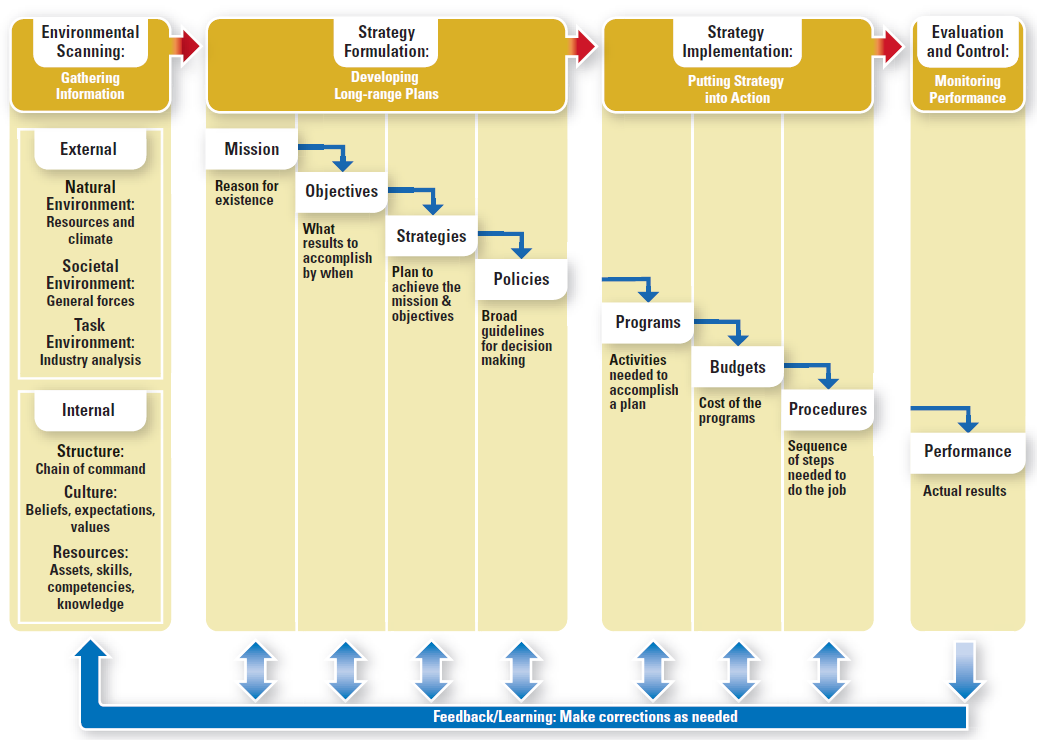 Environmental
Scanning:
Gathering
Information
Strategy
Formulation:
Developing
Long-range Plans
Strategy
Implementation:
Putting Strategy
into Action
Evaluation
and Control:
Monitoring
Performance
External
Natural
Environment:
Resources and
climate
Societal
Environment:
General forces
Task
Environment:
Industry analysis
Internal
Structure:
Chain of command
Culture:
Beliefs, expectations,
values
Resources:
Assets, skills,
competencies,
knowledge
Mission
Reason for
existence
Objectives
What
results to
accomplish
by when
Strategies
Plan to
achieve the
mission &
objectives
Policies
Broad
guidelines
for decision
making
Programs
Activities
needed to
accomplish
a plan
Budgets
Cost of the
programs
Procedures
Sequence
of steps
needed to
do the job
Performance
Actual results
Feedback/Learning: Make corrections as needed